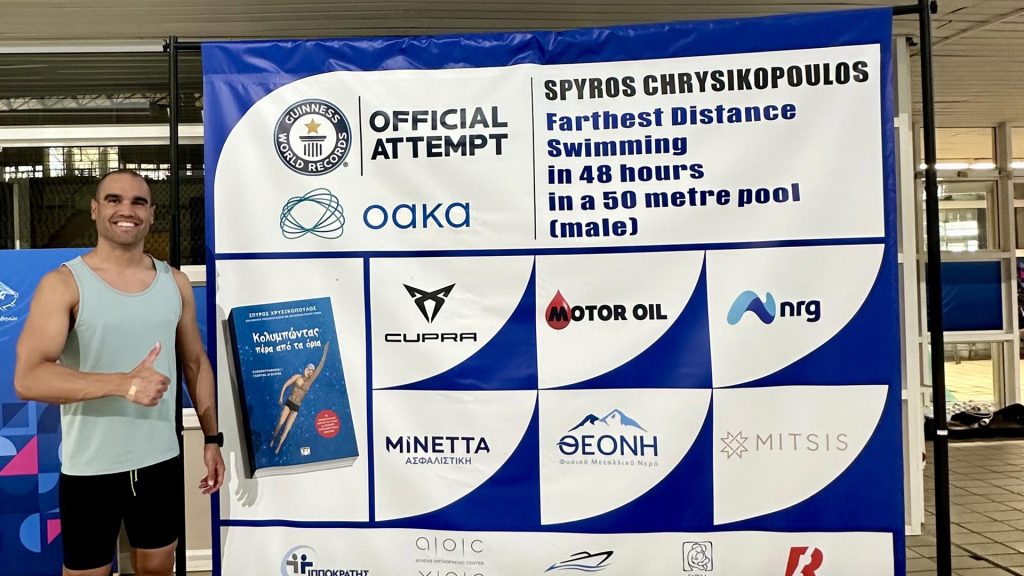 GUINNESS
WORLD RECORDS
OFFICIAL
ATTEMPT
οακα
SPYROS CHRYSIKOPOULOS
Farthest Distance
Swimming
in 48 hours
in a 50 metre pool
(male)
ΣΠΥΡΟΣ ΧΡΥΣΙΚΟΠΟΥΛΟΣ
Κολυμπώντας
πέρα από τα όρια
CUPRA
MOTOR OIL
nrg
MiNETTA
ΑΣΦΑΛΙΣΤΙΚΗ
ΘΕΟΝΗ
Φυσικό Μεταλλικό Νερό
MITSIS
ΙΠΠΟΚΡΑΤΗΣ
aoc
ATHENS ORTHOPAEDIC CENTER